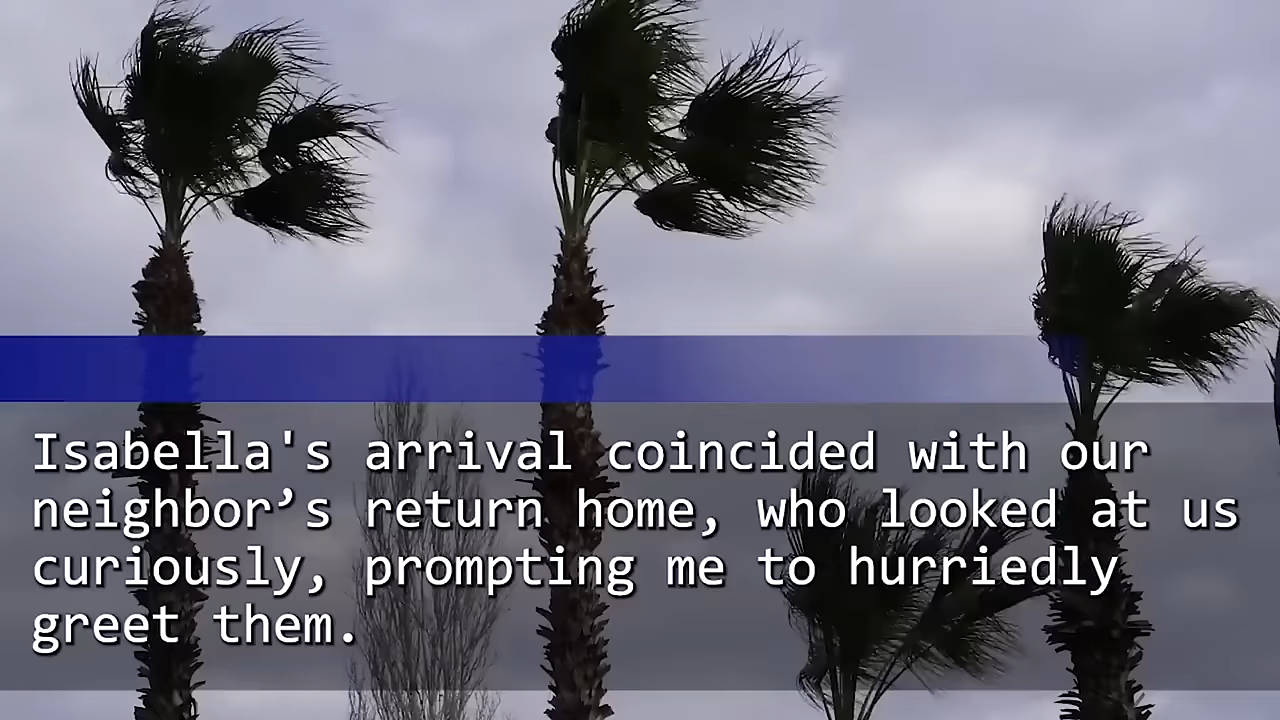 Isabella's arrival coincided with our
neighbor’s return home, who looked at us
curiously, prompting me to hurriedly
greet them.